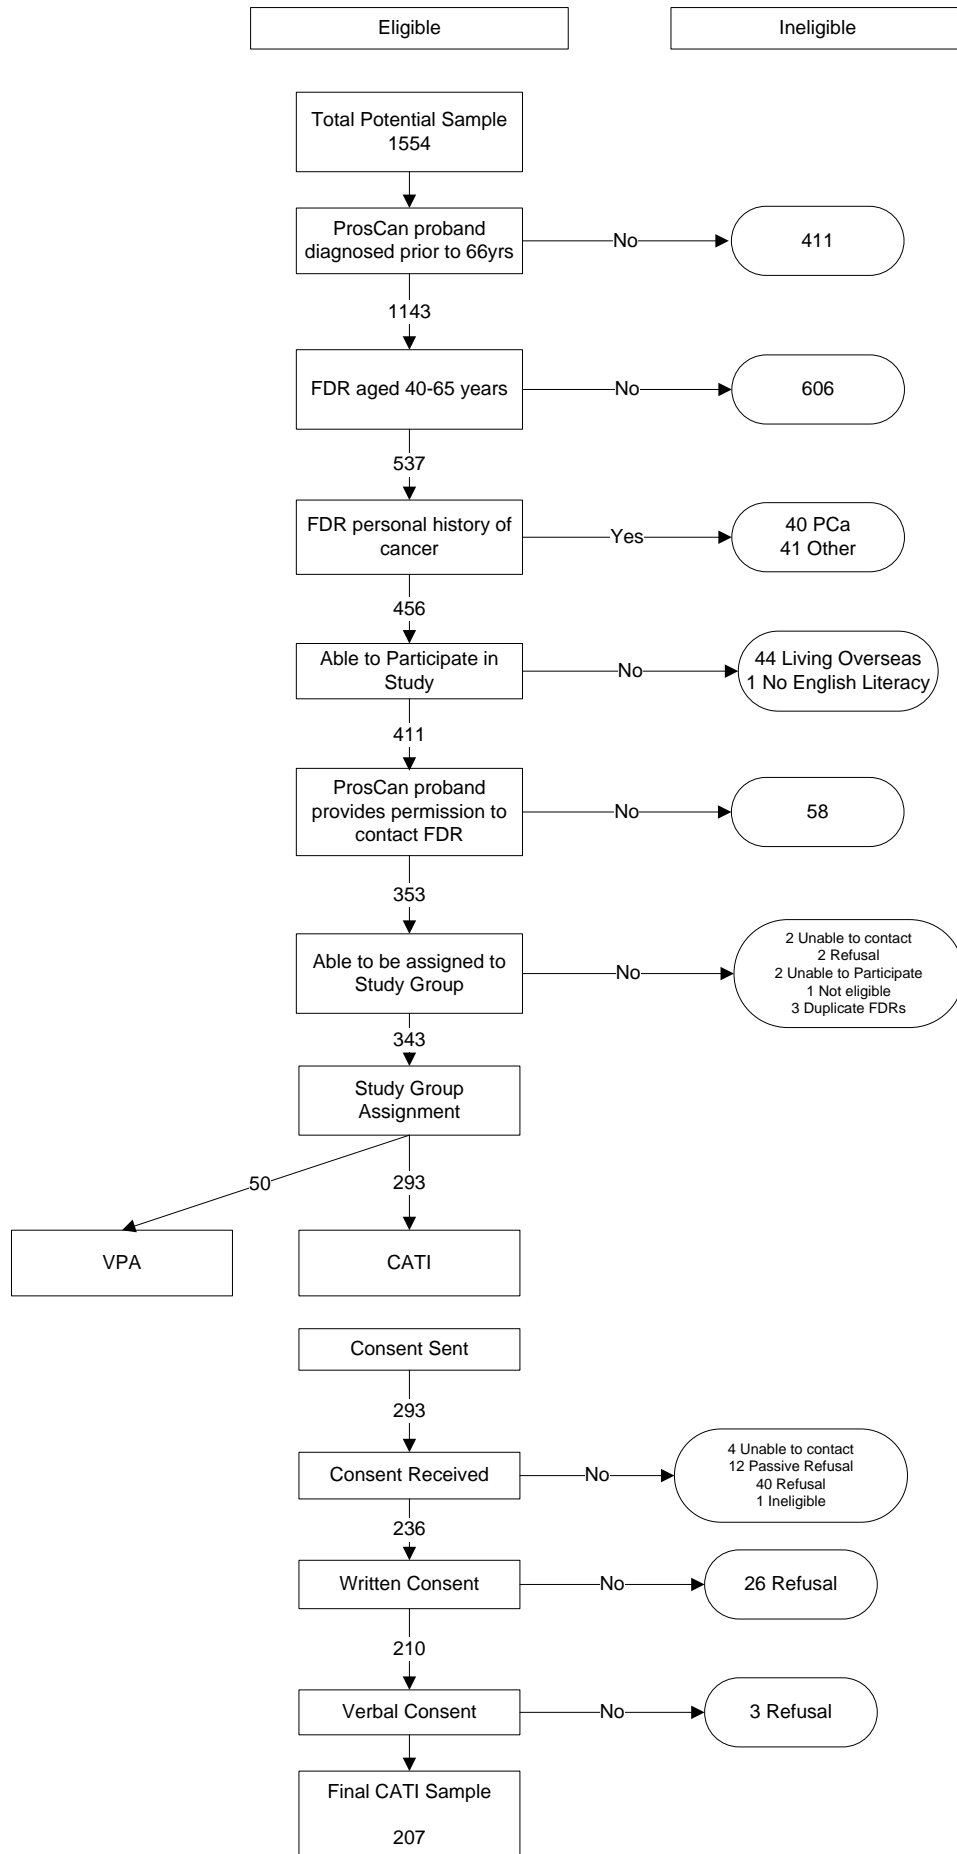 Eligible
Ineligible
Total Potential Sample
1554
ProsCan proband
diagnosed prior to 66yrs
No
411
1143
FDR aged 40-65 years
No
606
537
FDR personal history of
cancer
Yes
40 PCa
41 Other
456
Able to Participate in
Study
No
44 Living Overseas
1 No English Literacy
411
ProsCan proband
provides permission to
contact FDR
No
58
353
Able to be assigned to
Study Group
No
2 Unable to contact
2 Refusal
2 Unable to Participate
1 Not eligible
3 Duplicate FDRs
343
Study Group
Assignment
50
293
VPA
CATI
Consent Sent
293
Consent Received
No
4 Unable to contact
12 Passive Refusal
40 Refusal
1 Ineligible
236
Written Consent
No
26 Refusal
210
Verbal Consent
No
3 Refusal
Final CATI Sample
207